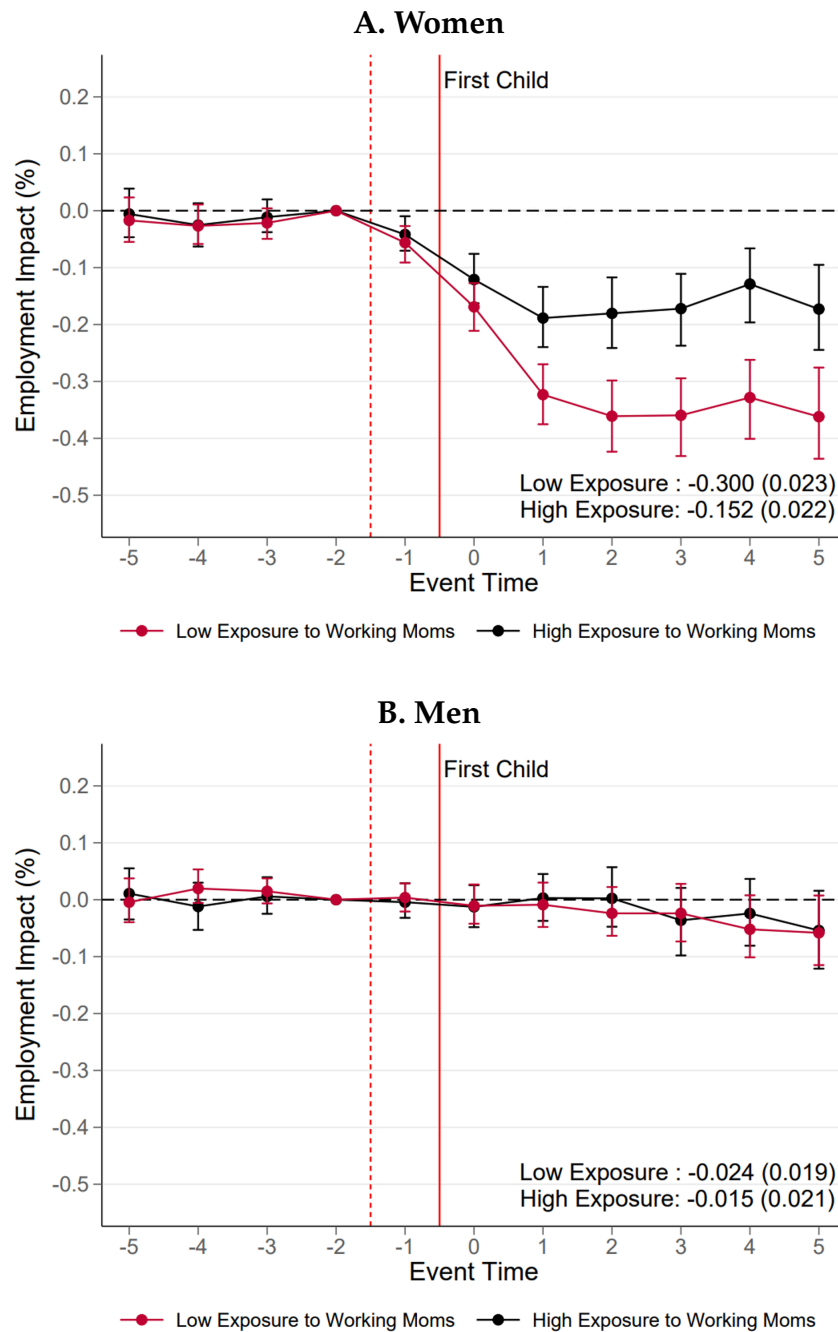 A. Women
First Child
Employment Impact (%)
0.2
0.1
0.0
-0.1
-0.2
-0.3
-0.4
-0.5
Low Exposure : -0.300 (0.023)
High Exposure: -0.152 (0.022)
-5 -4 -3 -2 -1 0 1 2 3 4 5
Event Time
Low Exposure to Working Moms High Exposure to Working Moms
B. Men
First Child
Employment Impact (%)
0.2
0.1
0.0
-0.1
-0.2
-0.3
-0.4
-0.5
Low Exposure : -0.024 (0.019)
High Exposure: -0.015 (0.021)
-5 -4 -3 -2 -1 0 1 2 3 4 5
Event Time
Low Exposure to Working Moms High Exposure to Working Moms